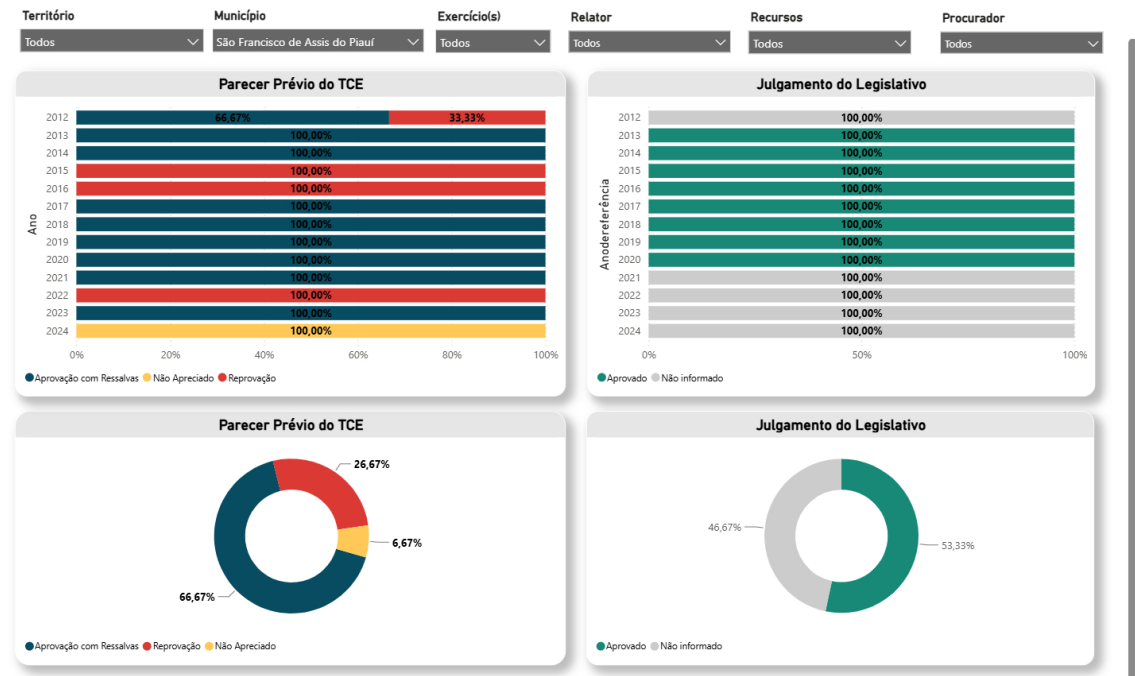 Território Município Exercício(s) Relator Recursos Procurador
Todos São Francisco de Assis do Piauí Todos Todos Todos Todos
Parecer Prévio do TCE
Ano
2012 66,67% 33,33%
2013 100,00%
2014 100,00%
2015 100,00%
2016 100,00%
2017 100,00%
2018 100,00%
2019 100,00%
2020 100,00%
2021 100,00%
2022 100,00%
2023 100,00%
2024 100,00%
0% 20% 40% 60% 80% 100%
Aprovação com Ressalvas Não Apreciado Reprovação
Julgamento do Legislativo
Anodereferência
2012 100,00%
2013 100,00%
2014 100,00%
2015 100,00%
2016 100,00%
2017 100,00%
2018 100,00%
2019 100,00%
2020 100,00%
2021 100,00%
2022 100,00%
2023 100,00%
2024 100,00%
0% 50% 100%
Aprovado Não informado
Parecer Prévio do TCE
26,67%
6,67%
66,67%
Aprovação com Ressalvas Reprovação Não Apreciado
Julgamento do Legislativo
46,67%
53,33%
Aprovado Não informado